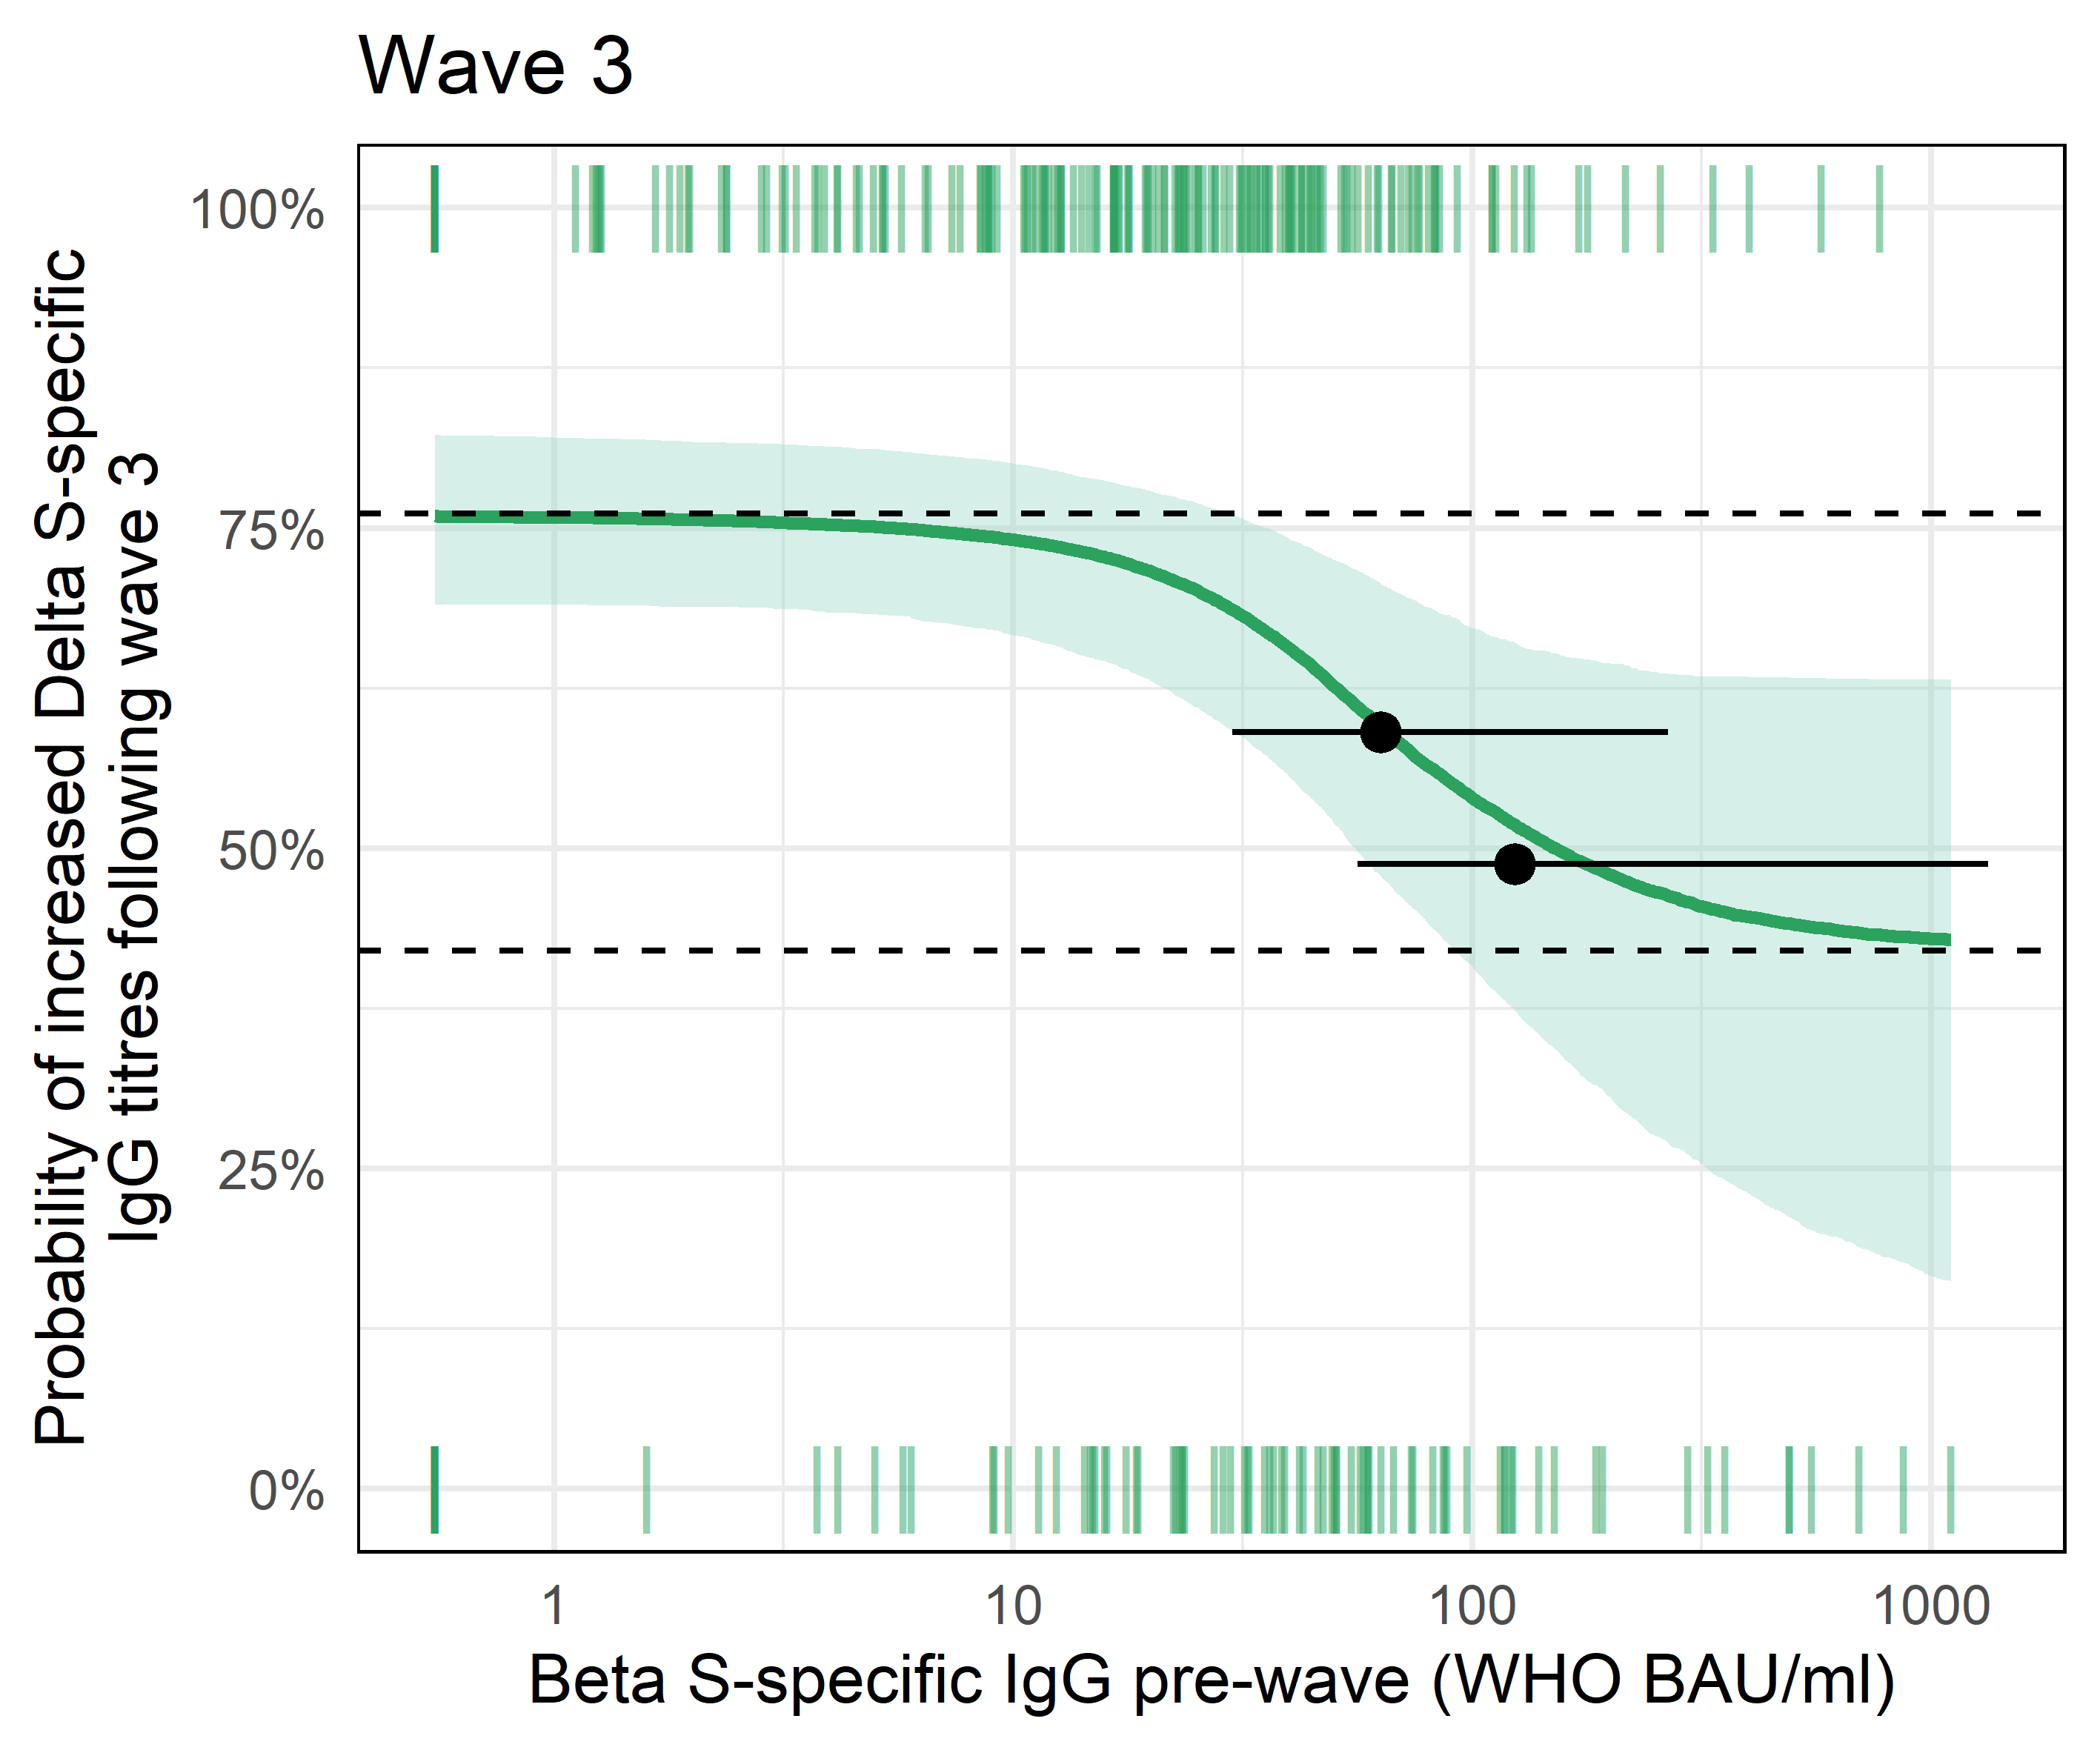 Wave 3
Probability of increased Delta S-specific
IgG titres following wave 3
100%
75%
50%
25%
0%
1 10 100 1000
Beta S-specific IgG pre-wave (WHO BAU/ml)